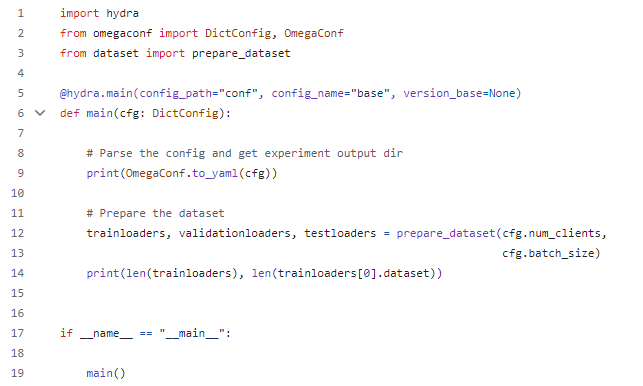 1 import hydra
2 from omegaconf import DictConfig, OmegaConf
3 from dataset import prepare_dataset
4
5 @hydra.main(config_path="conf", config_name="base", version_base=None)
6 def main(cfg: DictConfig):
7
8     # Parse the config and get experiment output dir
9     print(OmegaConf.to_yaml(cfg))
10
11     # Prepare the dataset
12     trainloaders, validationloaders, testloaders = prepare_dataset(cfg.num_clients,
13                                                                    cfg.batch_size)
14     print(len(trainloaders), len(trainloaders[0].dataset))
15
16
17 if __name__ == "__main__":
18
19     main()